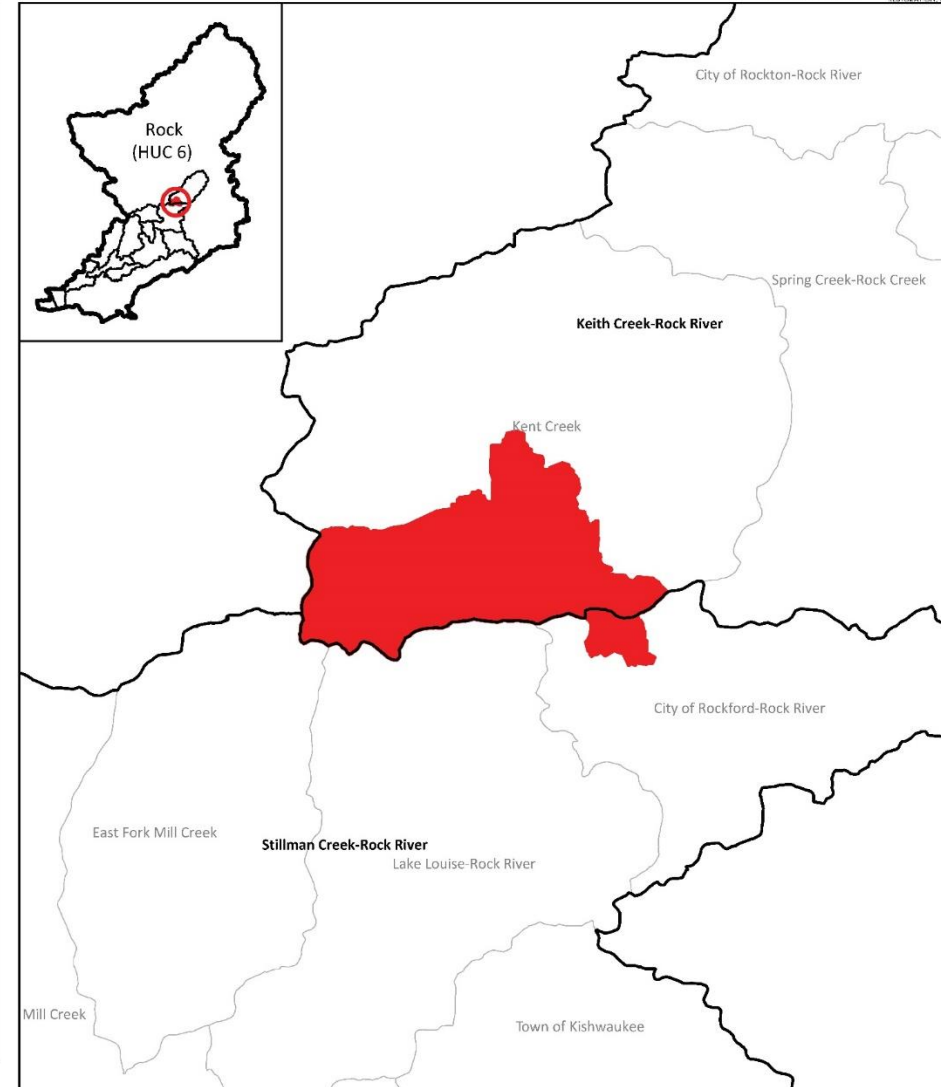 City of Rockton-Rock River
Rock
(HUC 6)
Spring Creek-Rock Creek
Keith Creek-Rock River
Kent Creek
City of Rockford-Rock River
East Fork Mill Creek
Stillman Creek-Rock River
Lake Louise-Rock River
Mill Creek
Town of Kishwaukee